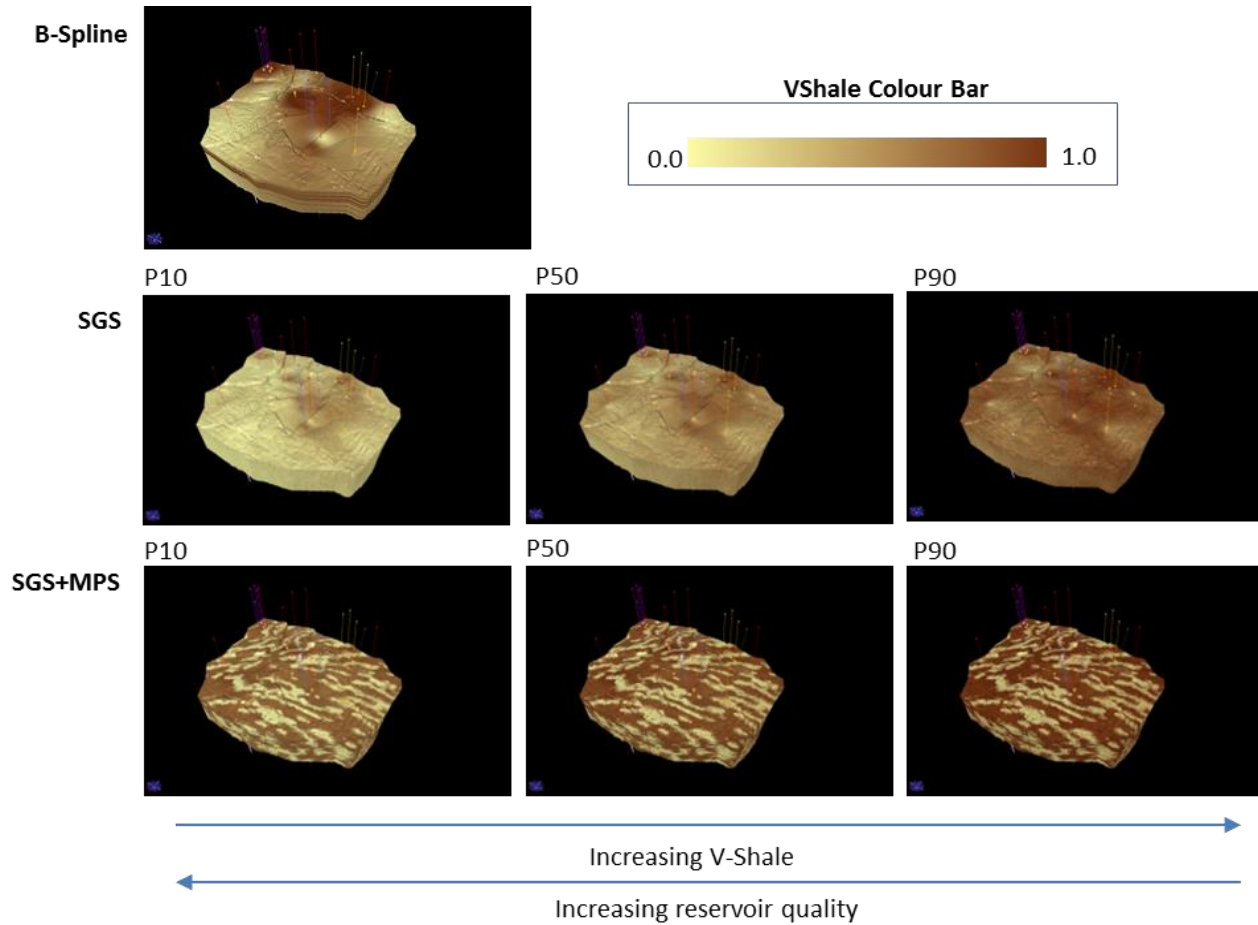 B-Spline
VShale Colour Bar
0.0
1.0
P10
P50
P90
SGS
P10
P50
P90
SGS+MPS
Increasing V-Shale
Increasing reservoir quality